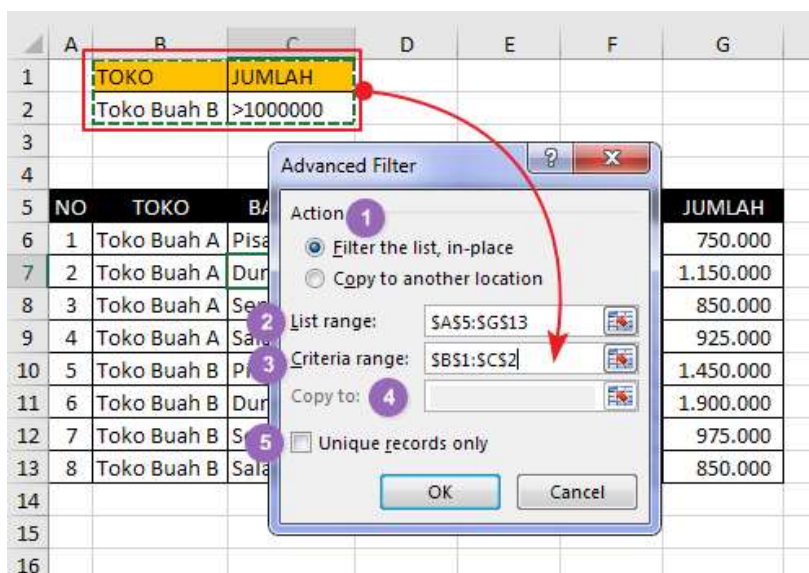 A B C D E F G
1 TOKO JUMLAH
2 Toko Buah B >1000000
3
4
Advanced Filter
5 NO TOKO JUMLAH
Action 1
6 1 Toko Buah A 750.000
Filter the list, in-place
7 2 Toko Buah A 1.150.000
Copy to another location
8 3 Toko Buah A 850.000
2 List range: $A$5:$G$13
9 4 Toko Buah A 925.000
3 Criteria range: $B$1:$C$2
10 5 Toko Buah B 1.450.000
Copy to: 4
11 6 Toko Buah B 1.900.000
12 7 Toko Buah B 975.000
5 Unique records only
13 8 Toko Buah B 850.000
OK Cancel
14
15
16